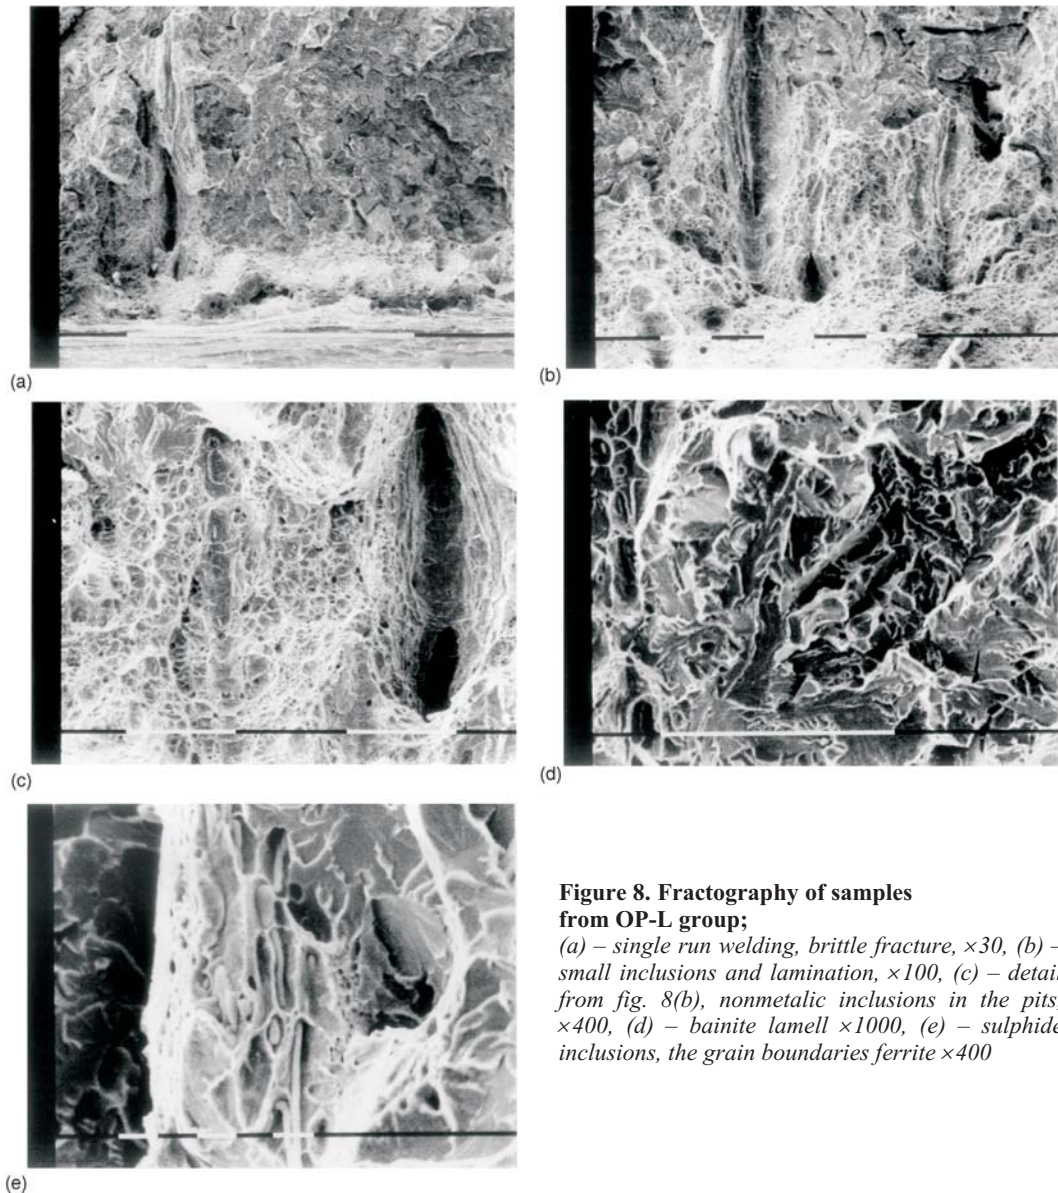 (a)
(b)
(c)
(d)
(e)
Figure 8. Fractography of samples
from OP-L group;
(a) – single run welding, brittle fracture, ×30, (b) –
small inclusions and lamination, ×100, (c) – detail
from fig. 8(b), nonmetalic inclusions in the pits,
×400, (d) – bainite lamell ×1000, (e) – sulphide
inclusions, the grain boundaries ferrite ×400